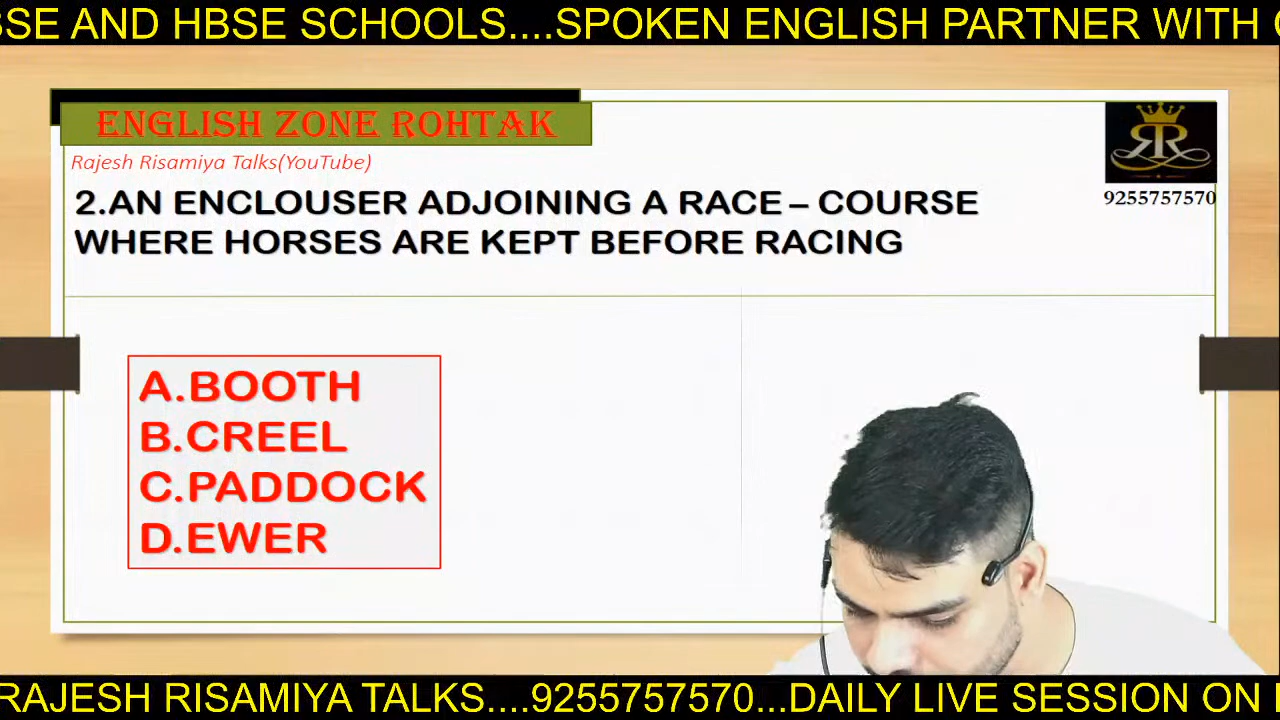 SSE AND HBSE SCHOOLS....SPOKEN ENGLISH PARTNER WITH
ENGLISH ZONE ROHTAK
Rajesh Risamiya Talks(YouTube)
RR
9255757570
2.AN ENCLOUSER ADJOINING A RACE – COURSE
WHERE HORSES ARE KEPT BEFORE RACING
A.BOOTH
B.CREEL
C.PADDOCK
D.EWER
RAJESH RISAMIYA TALKS....9255757570...DAILY LIVE SESSION ON